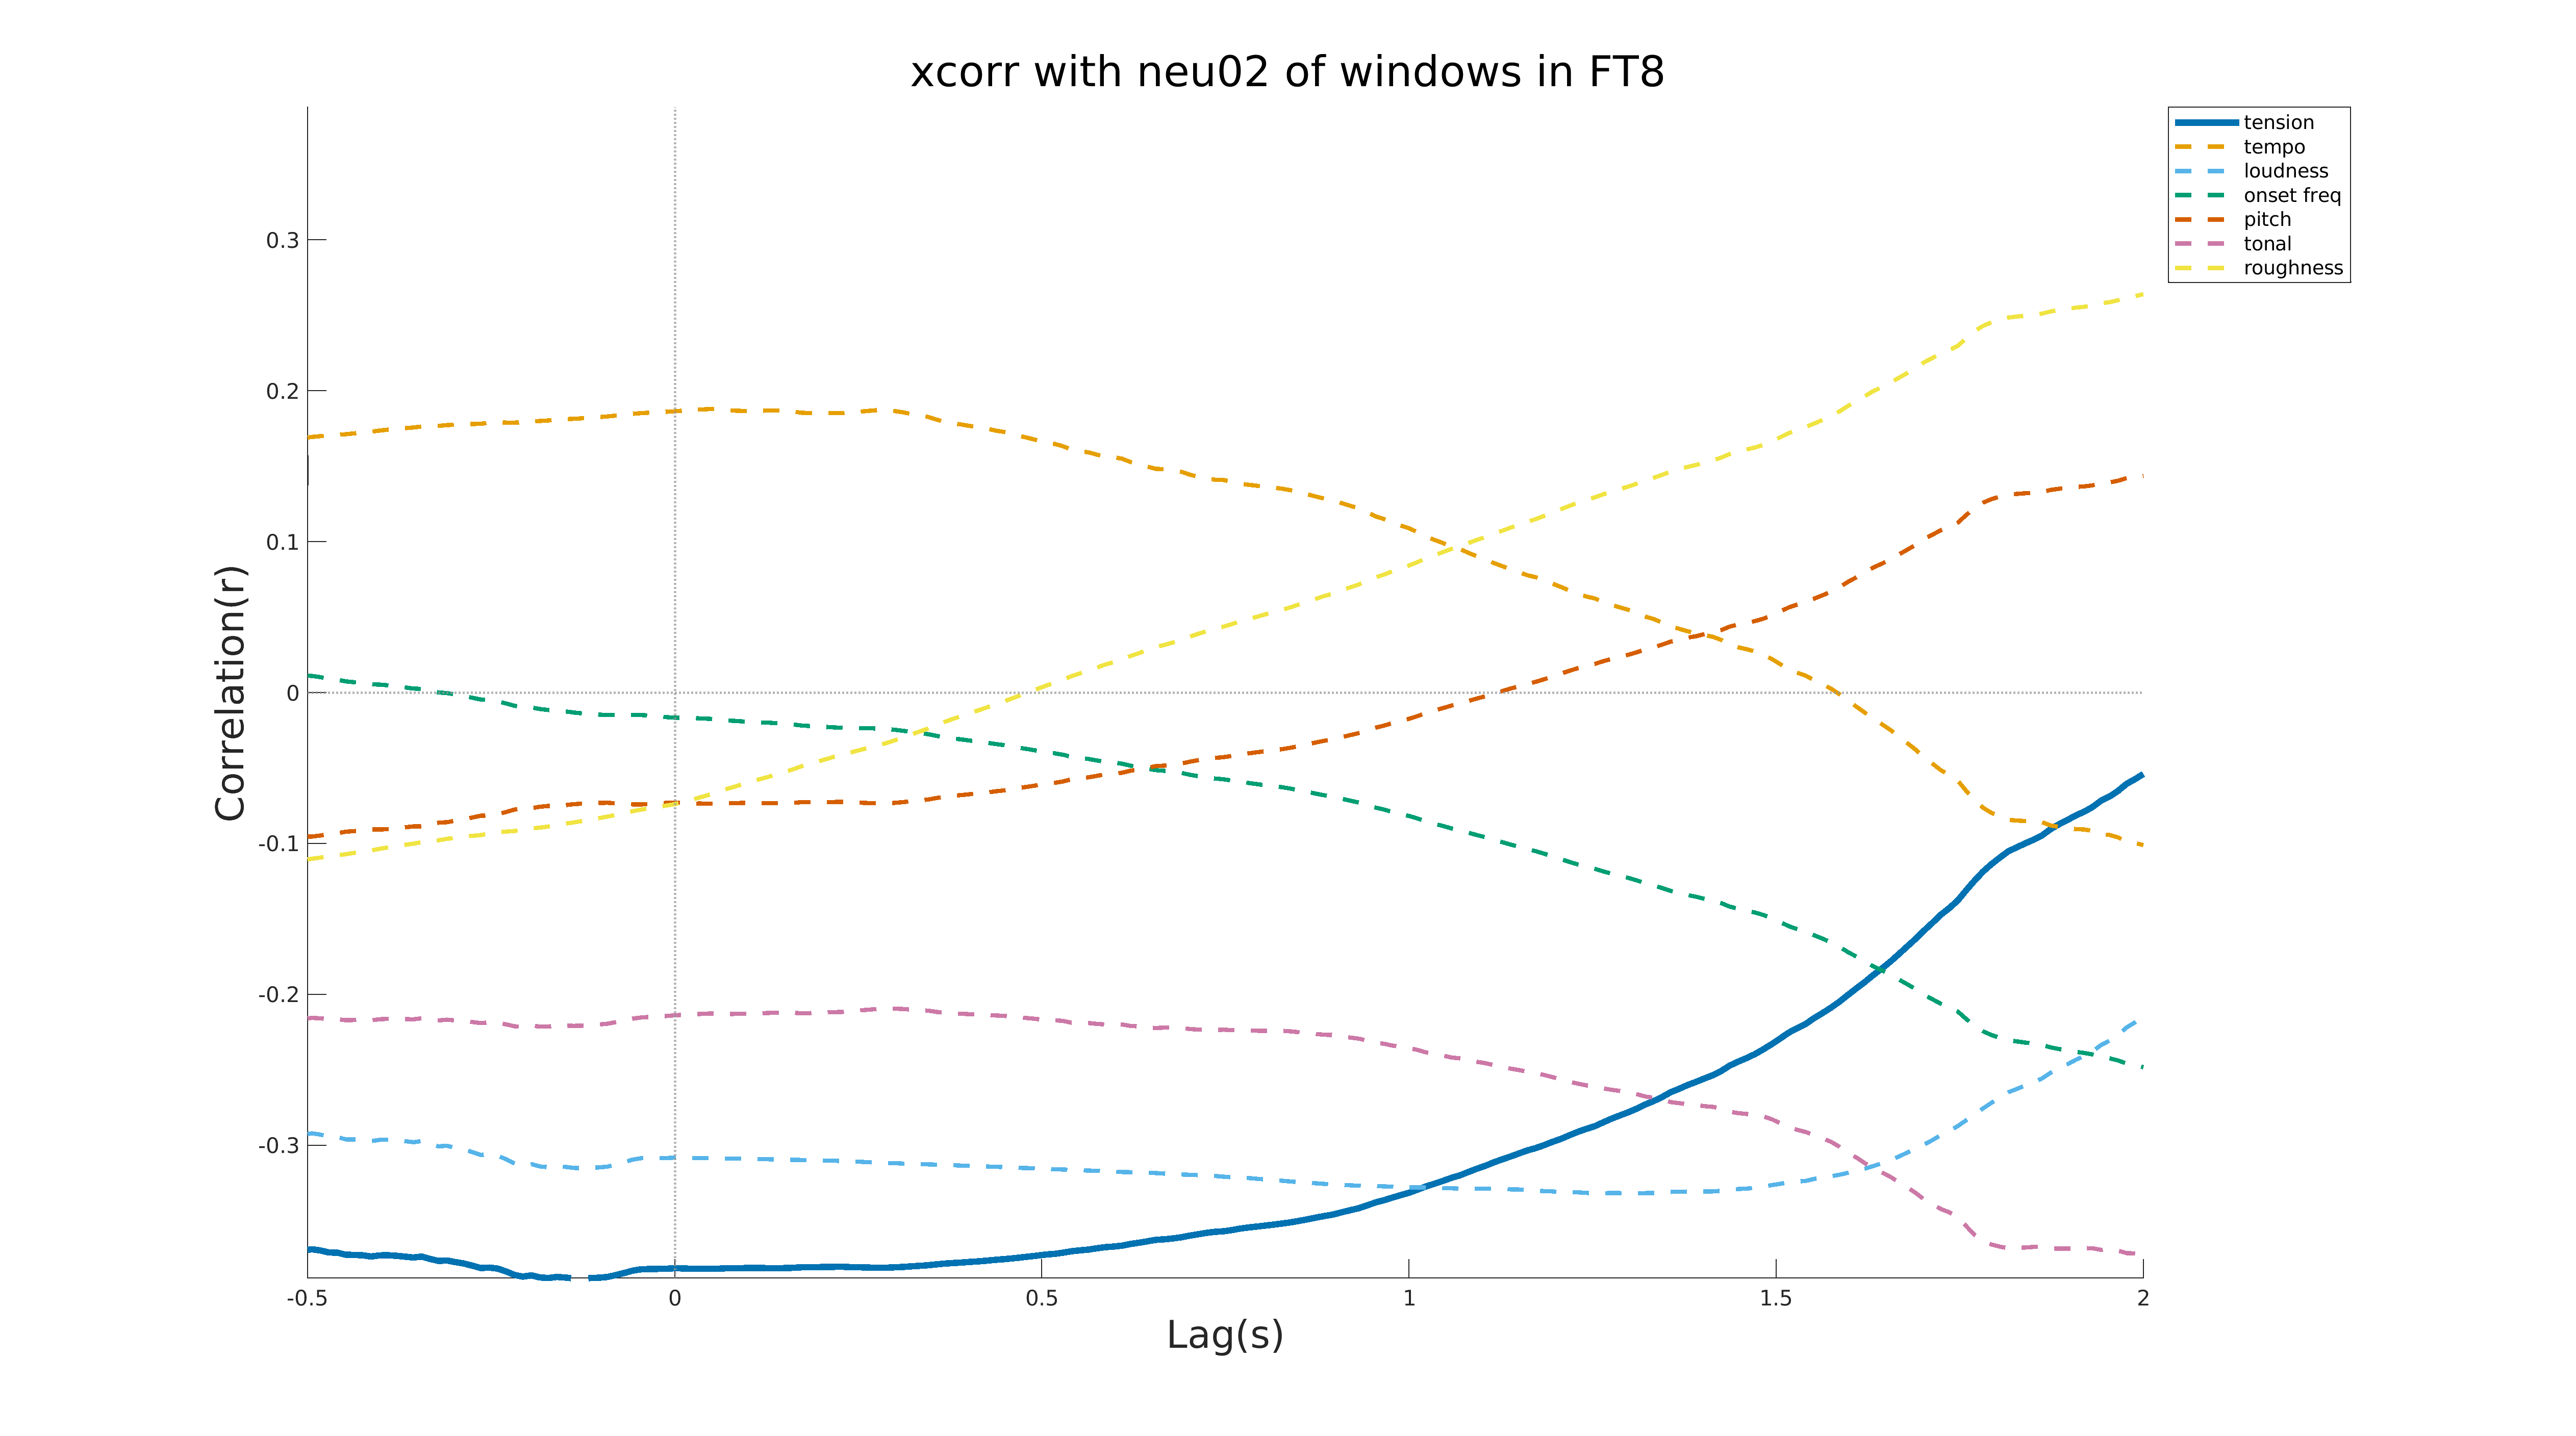 xcorr with neu02 of windows in FT8
tension
tempo
loudness
onset freq
pitch
tonal
roughness
Correlation(r)
0.3
0.2
0.1
0
-0.1
-0.2
-0.3
-0.5
0
0.5
1
1.5
2
Lag(s)